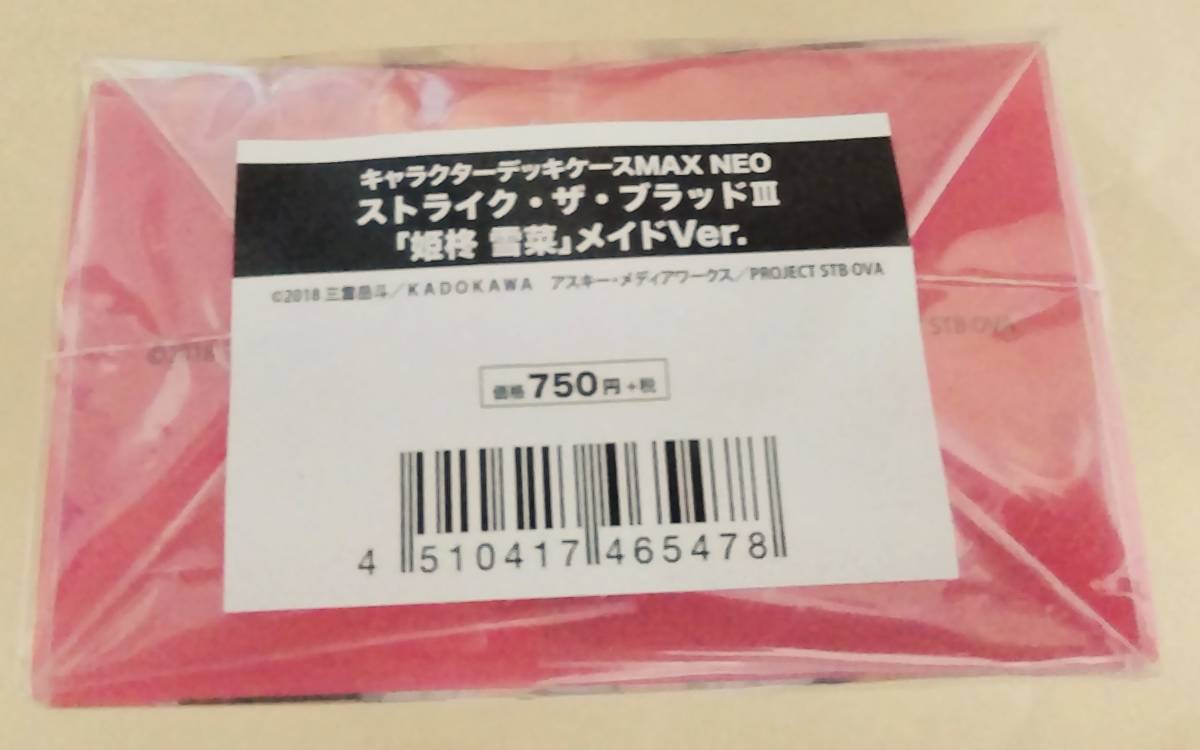 キャラクターデッキケースMAX NEO
ストライク・ザ・ブラッドⅢ
「姫柊 雪菜」メイドVer.
©2018 三雲岳斗／KADOKAWA アスキー・メディアワークス／PROJECT STB OVA
©2018
STB OVA
価格750円+税
4 510417 465478